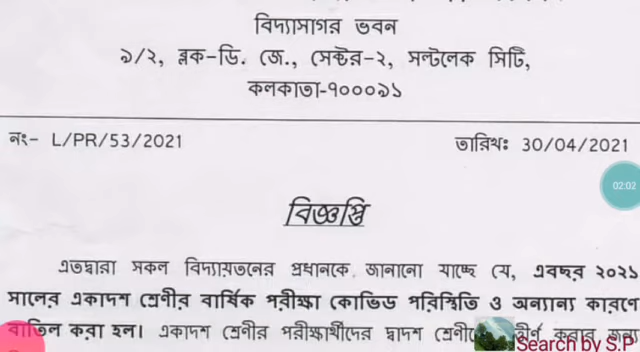 বিদ্যাসাগর ভবন
৯/২, ব্লক-ডি. জে., সেক্টর-২, সল্টলেক সিটি,
কলকাতা-৭০০০৯১
নং- L/PR/53/2021
তারিখঃ 30/04/2021
02:02
বিজ্ঞপ্তি
এতদ্বারা সকল বিদ্যায়তনের প্রধানকে জানানো যাচ্ছে যে, এবছর ২০২১
সালের একাদশ শ্রেণীর বার্ষিক পরীক্ষা কোভিড পরিস্থিতি ও অন্যান্য কারণে
বাতিল করা হল। একাদশ শ্রেণীর পরীক্ষার্থীদের দ্বাদশ করার জন্য
Search by S.P